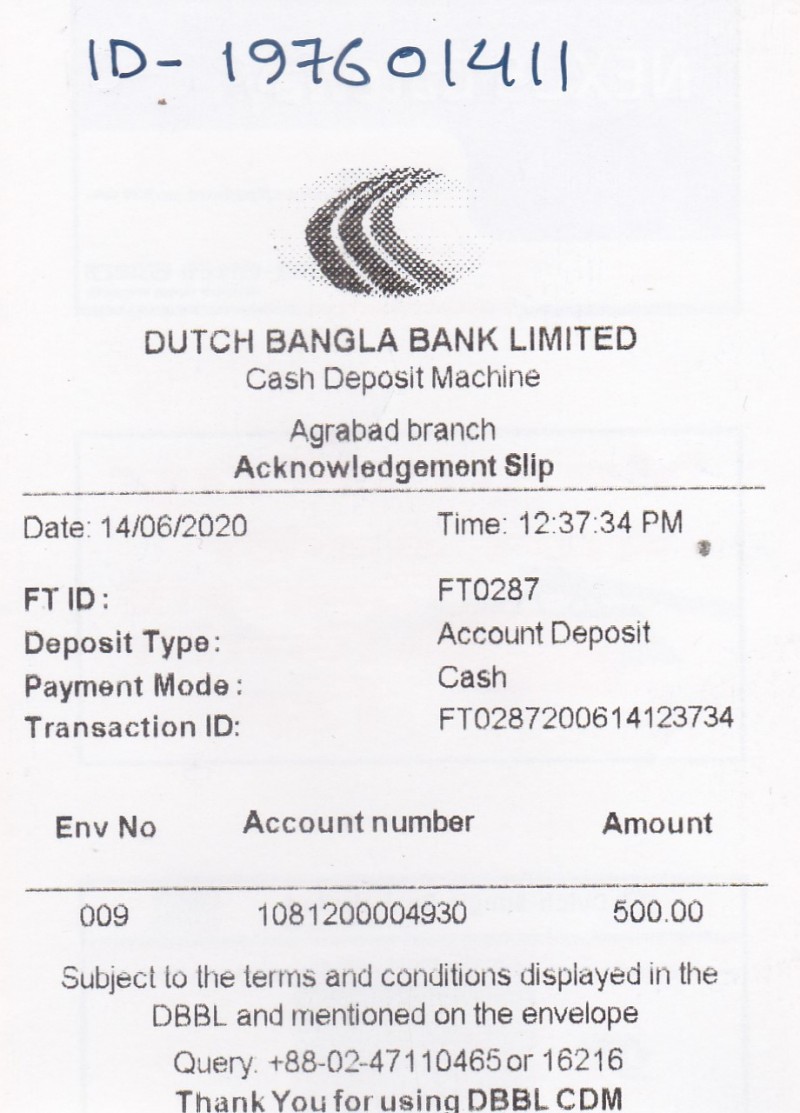 ID- 197601411
DUTCH BANGLA BANK LIMITED
Cash Deposit Machine
Agrabad branch
Acknowledgement Slip
Date: 14/06/2020 Time: 12:37:34 PM
FT ID : FT0287
Deposit Type: Account Deposit
Payment Mode : Cash
Transaction ID: FT0287200614123734
Env No Account number Amount
009 1081200004930 500.00
Subject to the terms and conditions displayed in the
DBBL and mentioned on the envelope
Query. +88-02-47110465 or 16216
Thank You for using DBBL CDM